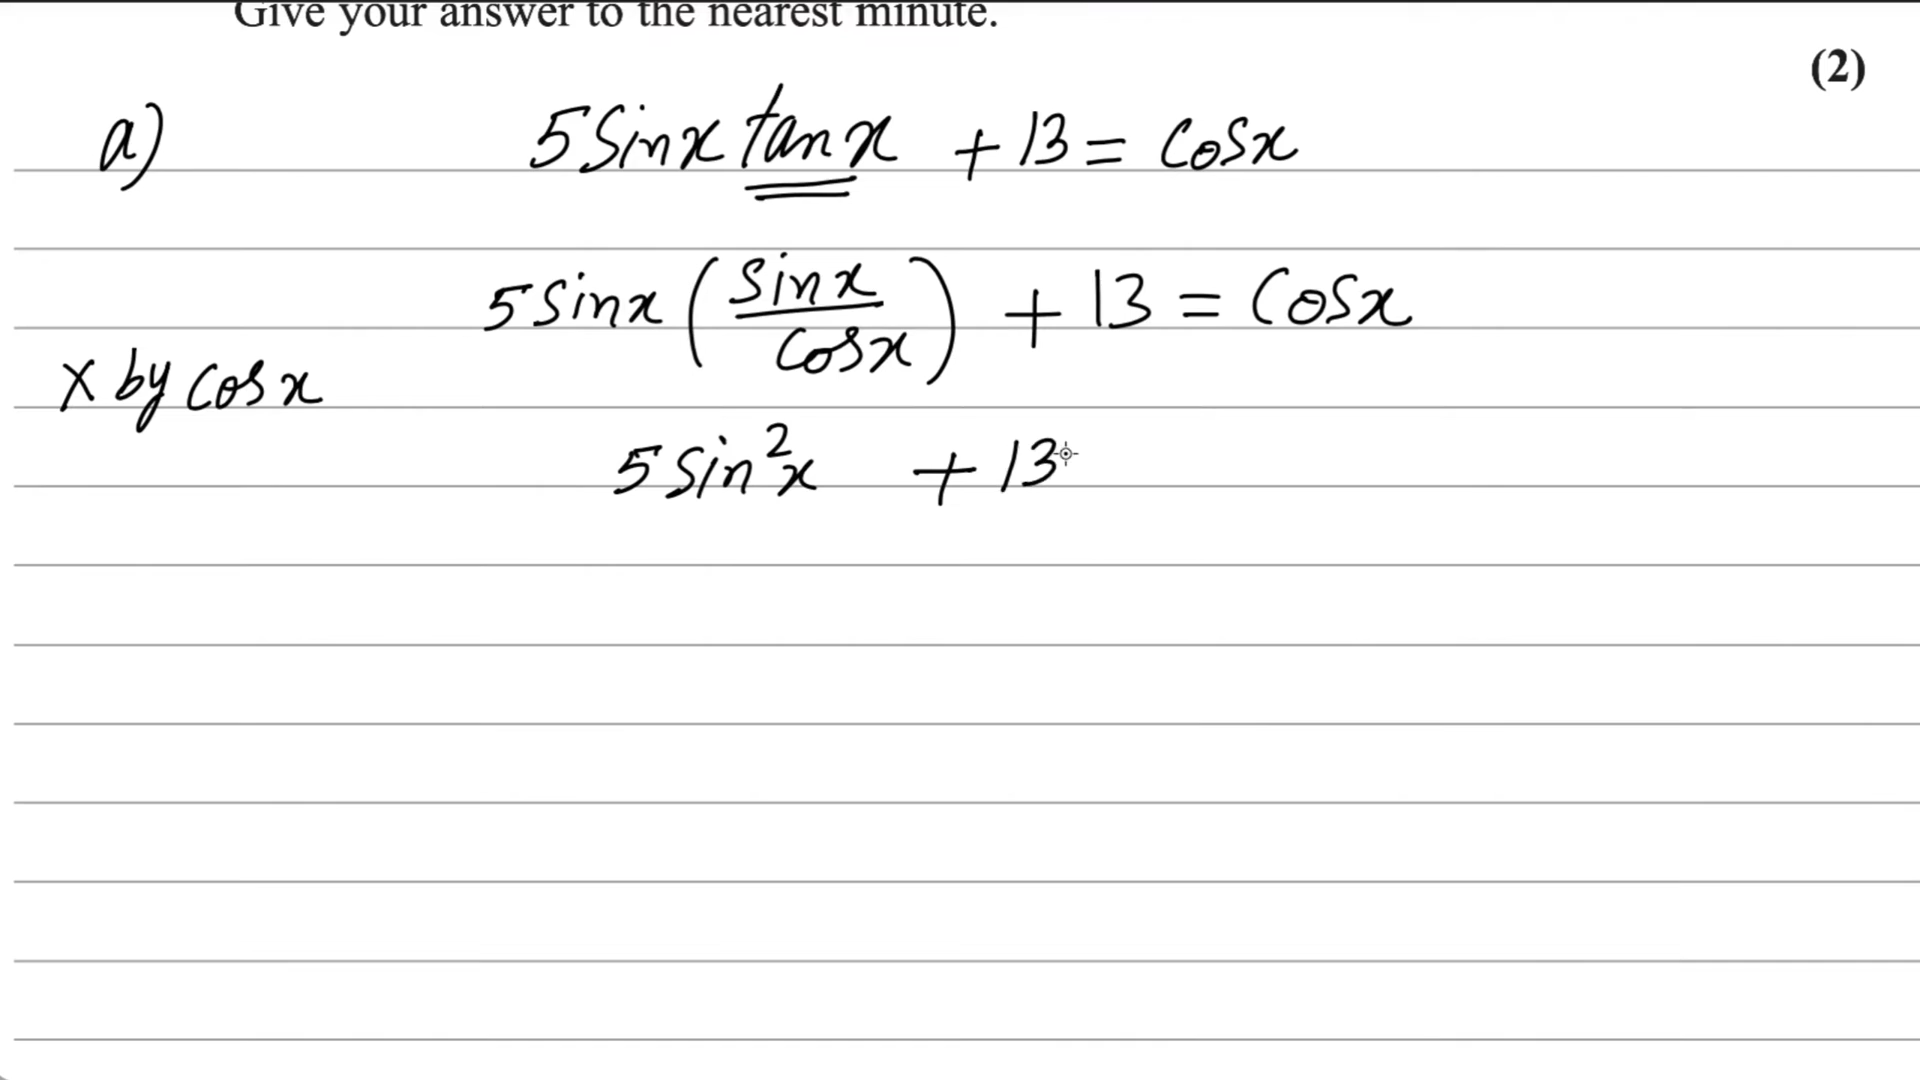 Give your answer to the nearest minute.
(2)
a) 5 Sinx tanx + 13 = Cosx
5 Sinx (Sinx/Cosx) + 13 = Cosx
× by Cosx
5 Sin²x + 13